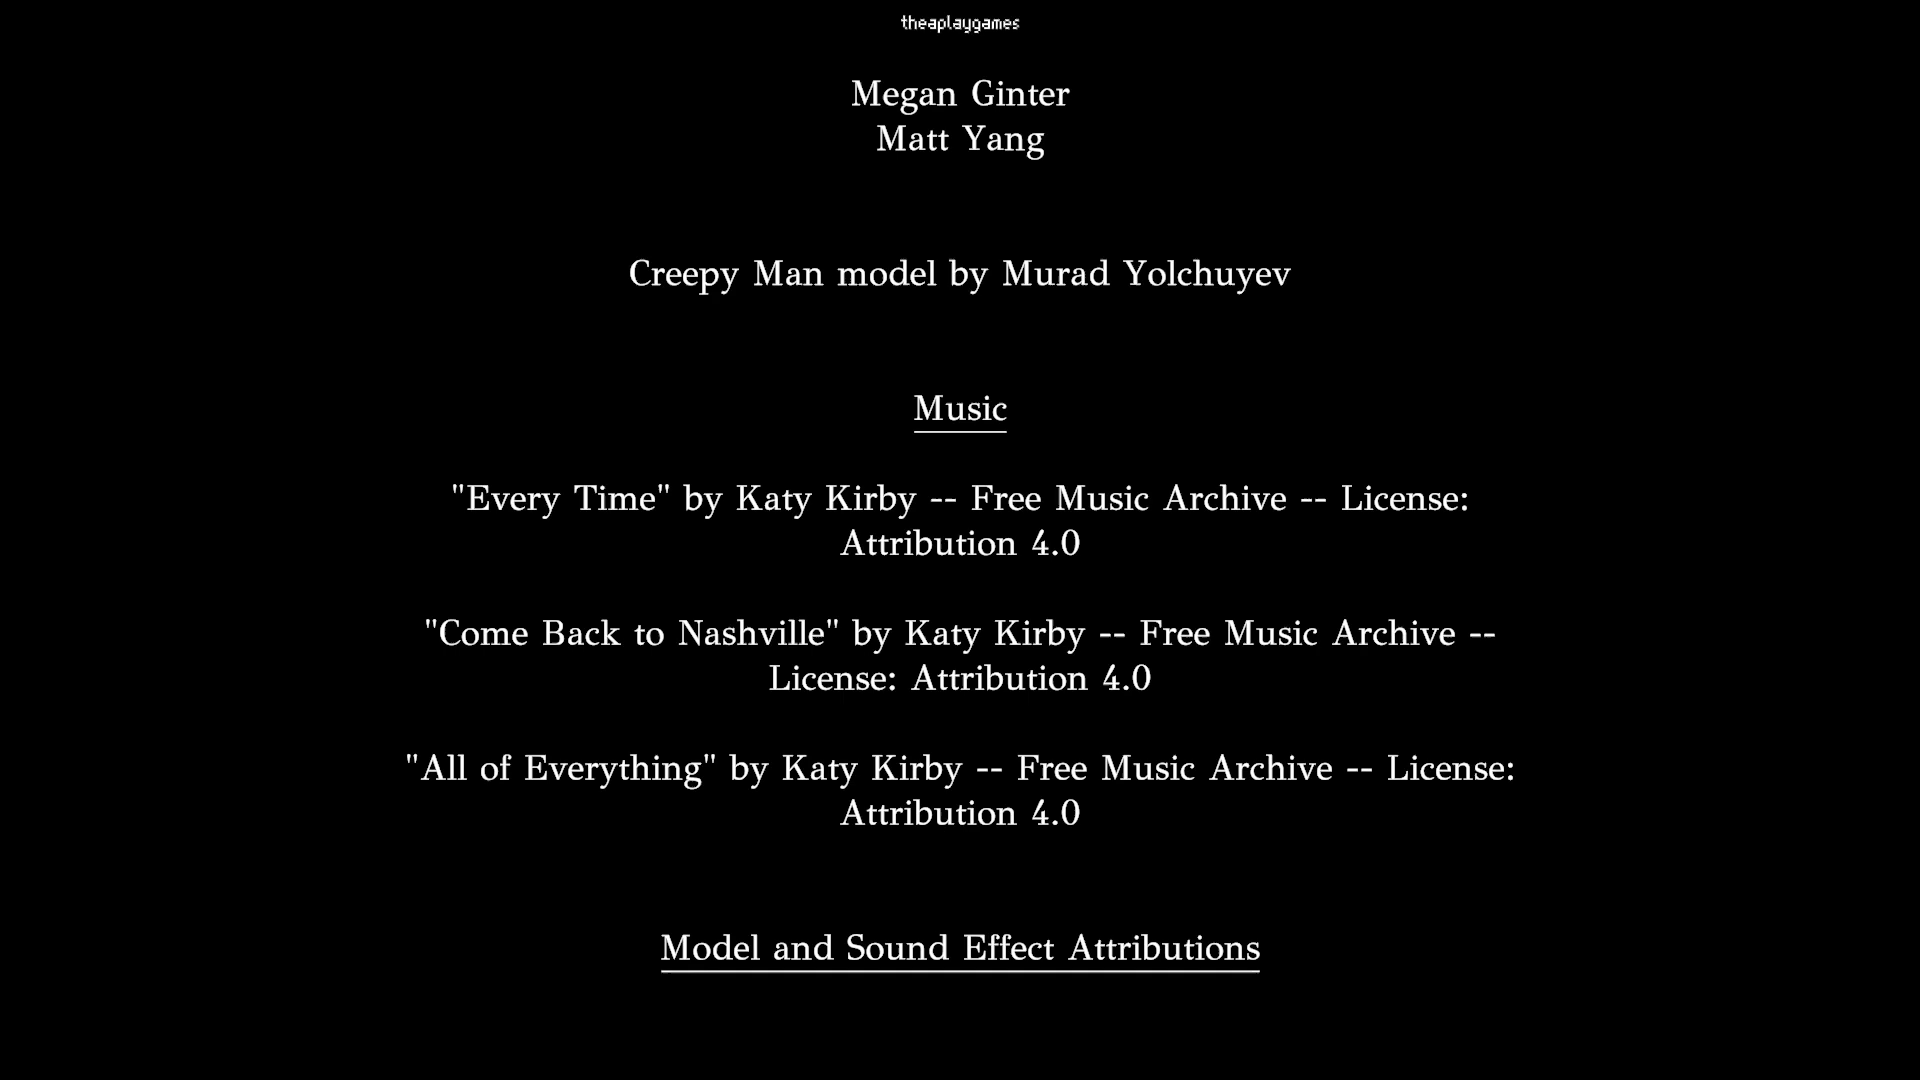 theaplaygames
Megan Ginter
Matt Yang
Creepy Man model by Murad Yolchuyev
Music
"Every Time" by Katy Kirby -- Free Music Archive -- License:
Attribution 4.0
"Come Back to Nashville" by Katy Kirby -- Free Music Archive --
License: Attribution 4.0
"All of Everything" by Katy Kirby -- Free Music Archive -- License:
Attribution 4.0
Model and Sound Effect Attributions